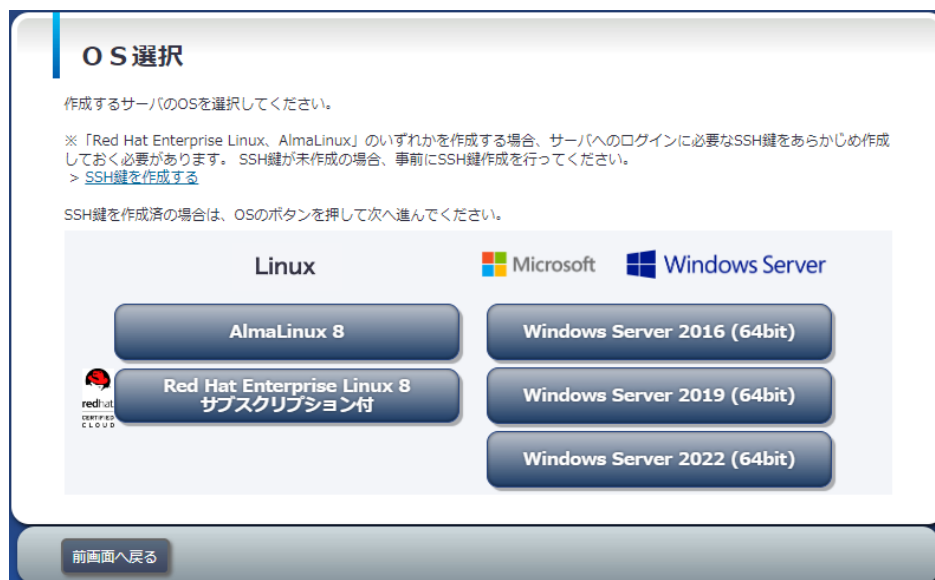 ＯＳ選択
作成するサーバのOSを選択してください。
※「Red Hat Enterprise Linux、AlmaLinux」のいずれかを作成する場合、サーバへのログインに必要なSSH鍵をあらかじめ作成
しておく必要があります。 SSH鍵が未作成の場合、事前にSSH鍵作成を行ってください。
> SSH鍵を作成する
SSH鍵を作成済の場合は、OSのボタンを押して次へ進んでください。
Linux
Microsoft Windows Server
AlmaLinux 8
Windows Server 2016 (64bit)
redhat
CERTIFIED
CLOUD
Red Hat Enterprise Linux 8
サブスクリプション付
Windows Server 2019 (64bit)
Windows Server 2022 (64bit)
前画面へ戻る